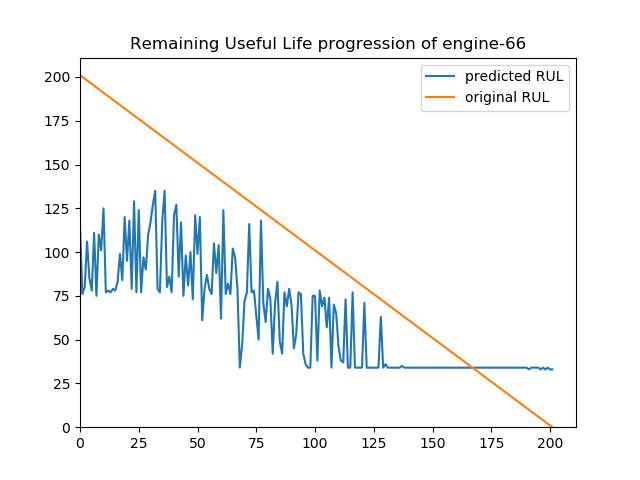 Remaining Useful Life progression of engine-66
predicted RUL
original RUL
200
175
150
125
100
75
50
25
0
0 25 50 75 100 125 150 175 200